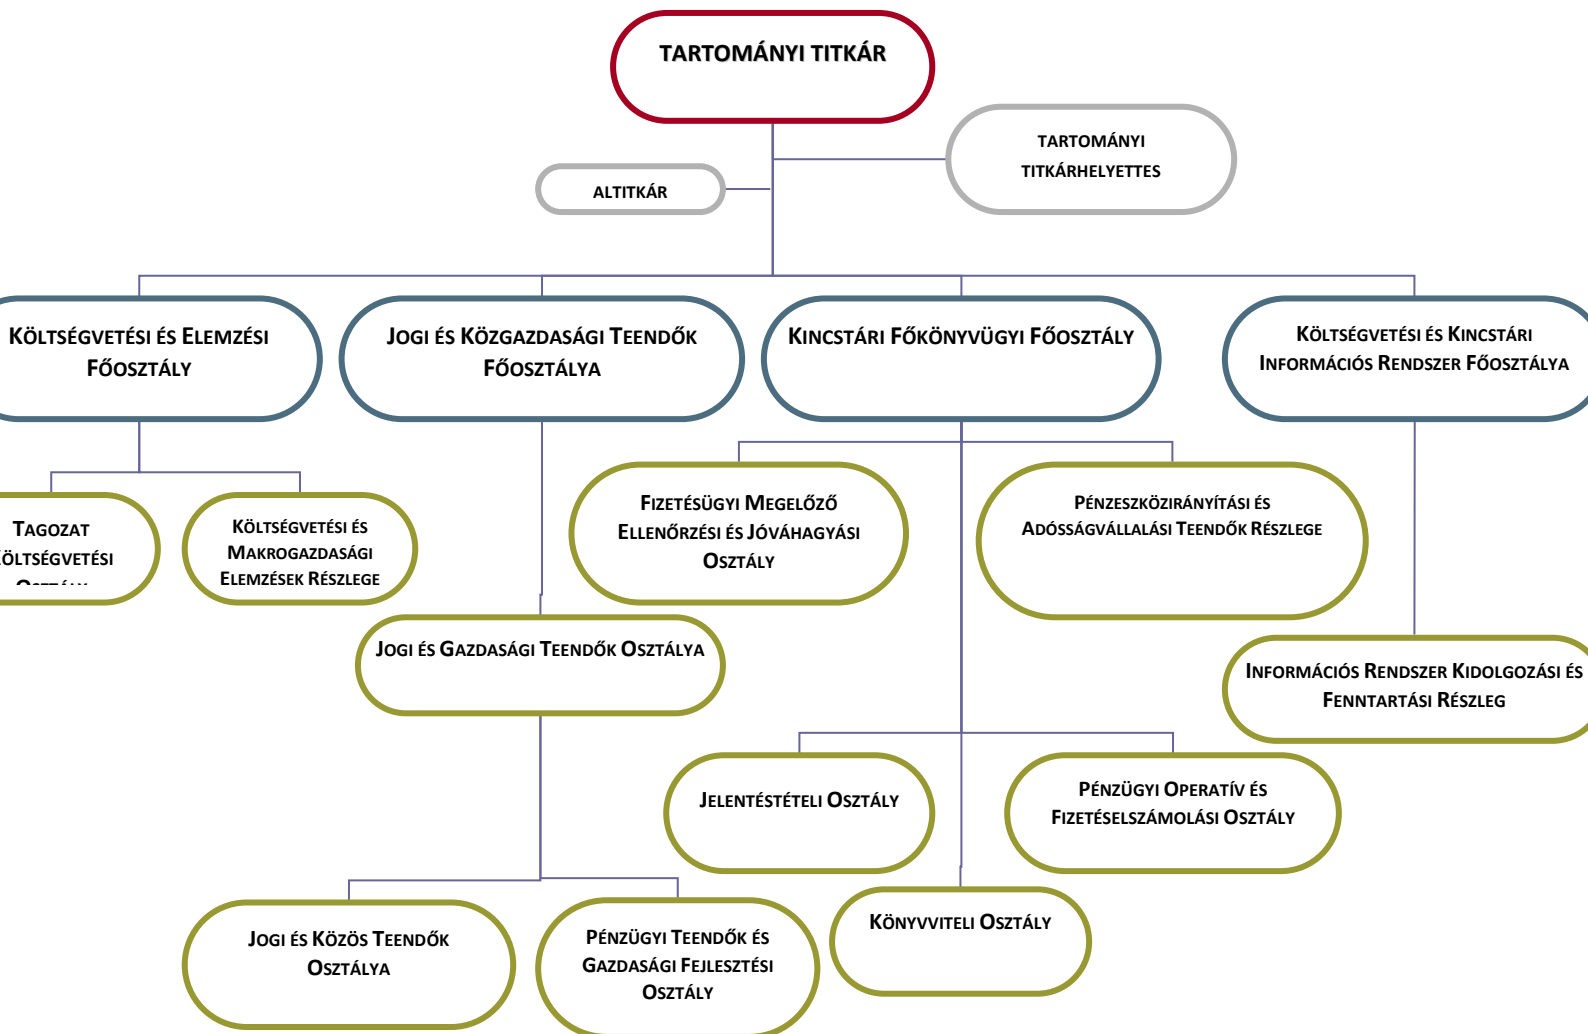 TARTOMÁNYI TITKÁR
TARTOMÁNYI
TITKÁRHELYETTES
ALTITKÁR
KÖLTSÉGVETÉSI ÉS ELEMZÉSI
FŐOSZTÁLY
JOGI ÉS KÖZGAZDASÁGI TEENDŐK
FŐOSZTÁLYA
KINCSTÁRI FŐKÖNYVÜGYI FŐOSZTÁLY
KÖLTSÉGVETÉSI ÉS KINCSTÁRI
INFORMÁCIÓS RENDSZER FŐOSZTÁLYA
TAGOZAT
KÖLTSÉGVETÉSI
OSZTÁLY
KÖLTSÉGVETÉSI ÉS
MAKROGAZDASÁGI
ELEMZÉSEK RÉSZLEGE
FIZETÉSÜGYI MEGELŐZŐ
ELLENŐRZÉSI ÉS JÓVÁHAGYÁSI
OSZTÁLY
PÉNZESZKÖZIRÁNYÍTÁSI ÉS
ADÓSSÁGVÁLLALÁSI TEENDŐK RÉSZLEGE
JOGI ÉS GAZDASÁGI TEENDŐK OSZTÁLYA
INFORMÁCIÓS RENDSZER KIDOLGOZÁSI ÉS
FENNTARTÁSI RÉSZLEG
JELENTÉSTÉTELI OSZTÁLY
PÉNZÜGYI OPERATÍV ÉS
FIZETÉSELSZÁMOLÁSI OSZTÁLY
KÖNYVVITELI OSZTÁLY
JOGI ÉS KÖZÖS TEENDŐK
OSZTÁLYA
PÉNZÜGYI TEENDŐK ÉS
GAZDASÁGI FEJLESZTÉSI
OSZTÁLY